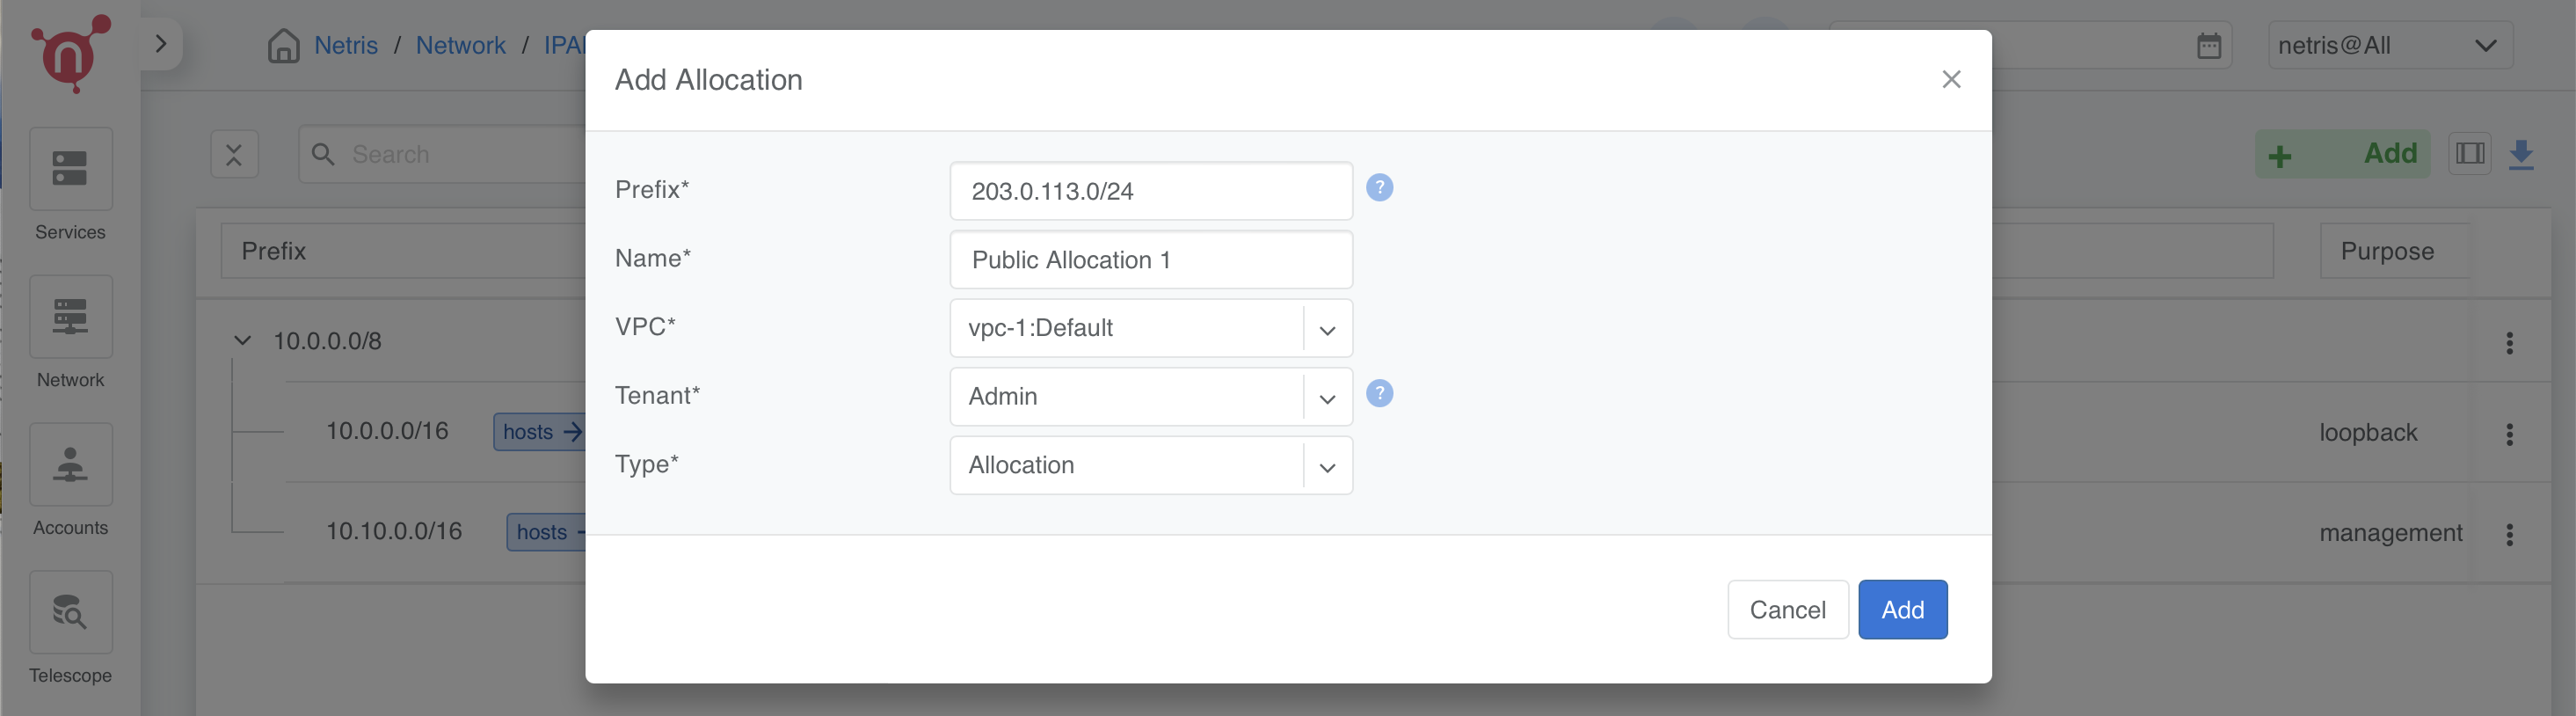 Netris / Network / IPA
netris@All
Add Allocation
Search
Add
Prefix*
203.0.113.0/24
?
Name*
Public Allocation 1
VPC*
vpc-1:Default
Tenant*
Admin
?
Type*
Allocation
Cancel
Add
Prefix
Purpose
10.0.0.0/8
10.0.0.0/16
hosts →
loopback
10.10.0.0/16
hosts
management
Services
Network
Accounts
Telescope